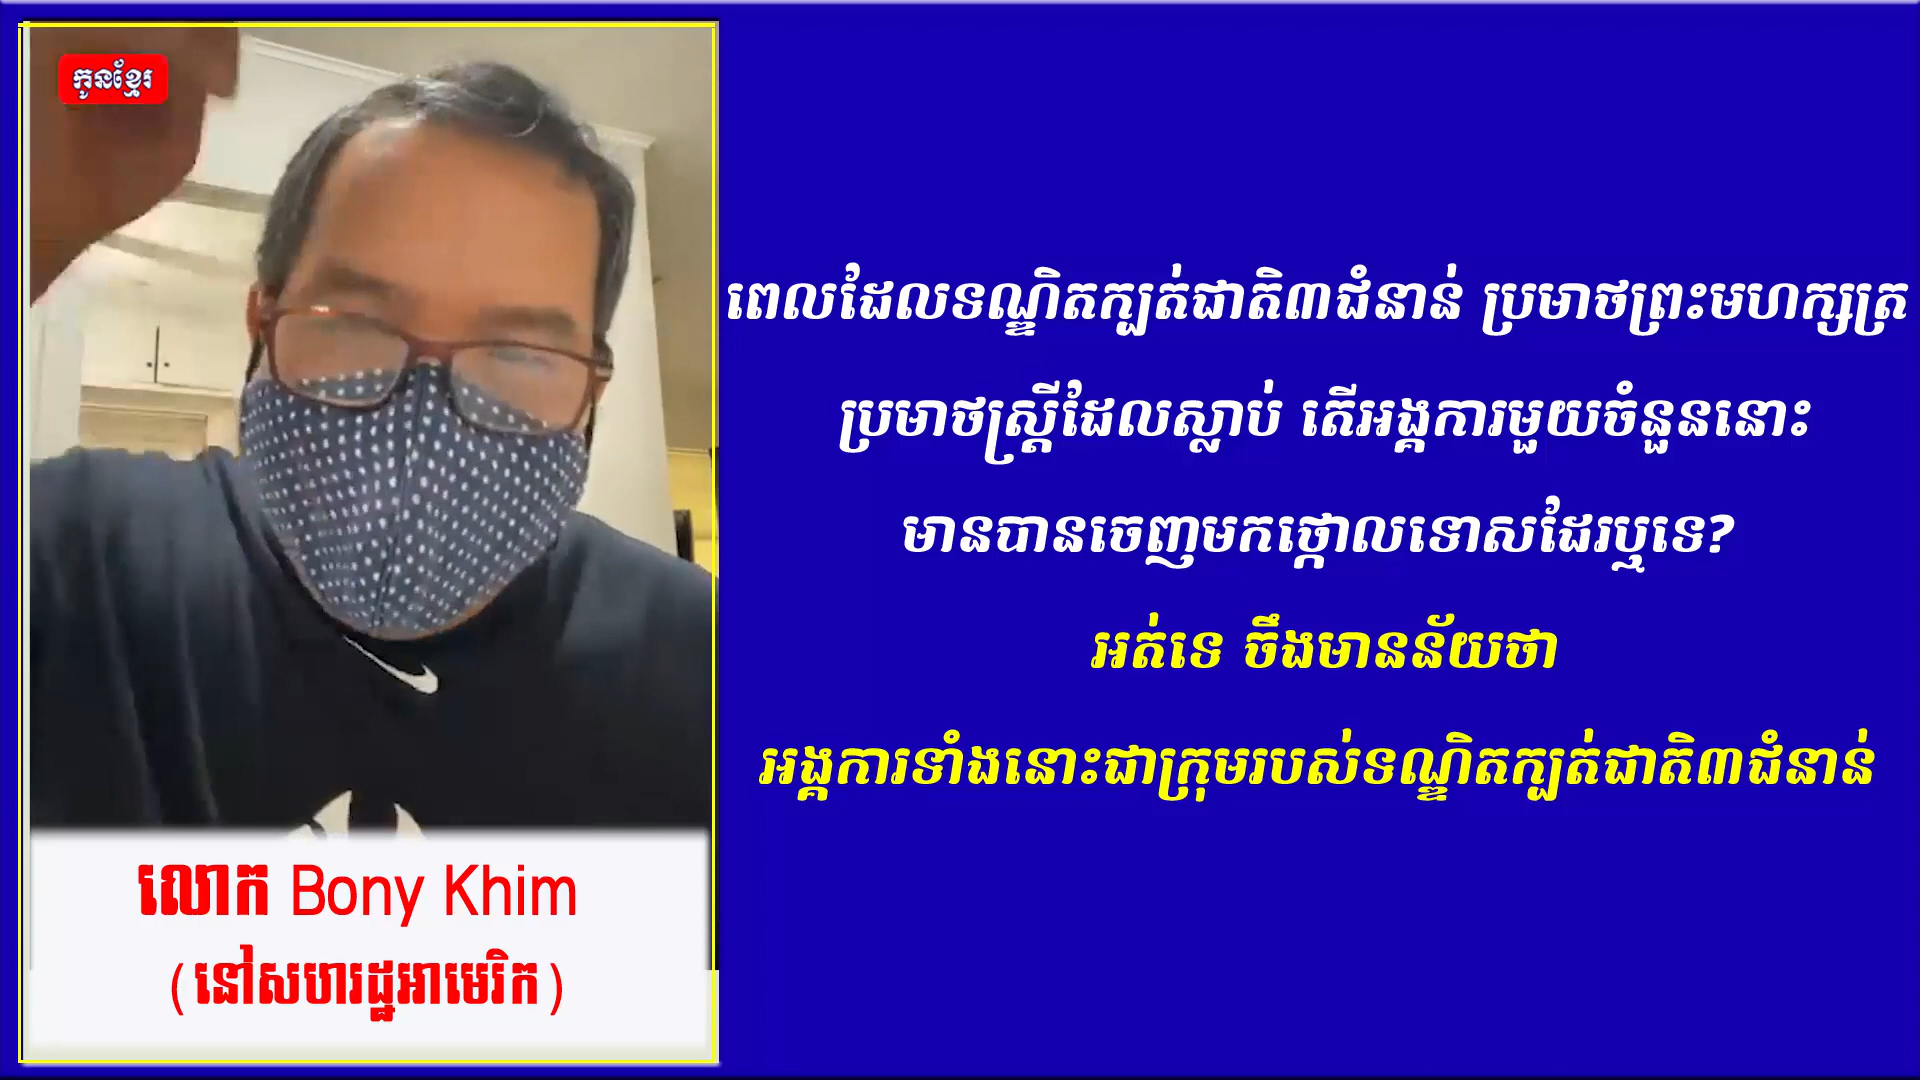 កូនខ្មែរ
ពេលដែលទណ្ឌិតក្បត់ជាតិ៣ជំនាន់ ប្រមាថព្រះមហក្សត្រ
ប្រមាថស្ត្រីដែលស្លាប់ តើអង្គការមួយចំនួននោះ
មានបានចេញមកថ្កោលទោសដែរឬទេ?
អត់ទេ ចឹងមានន័យថា
អង្គការទាំងនោះជាក្រុមរបស់ទណ្ឌិតក្បត់ជាតិ៣ជំនាន់
លោក Bony Khim
(នៅសហរដ្ឋអាមេរិក)